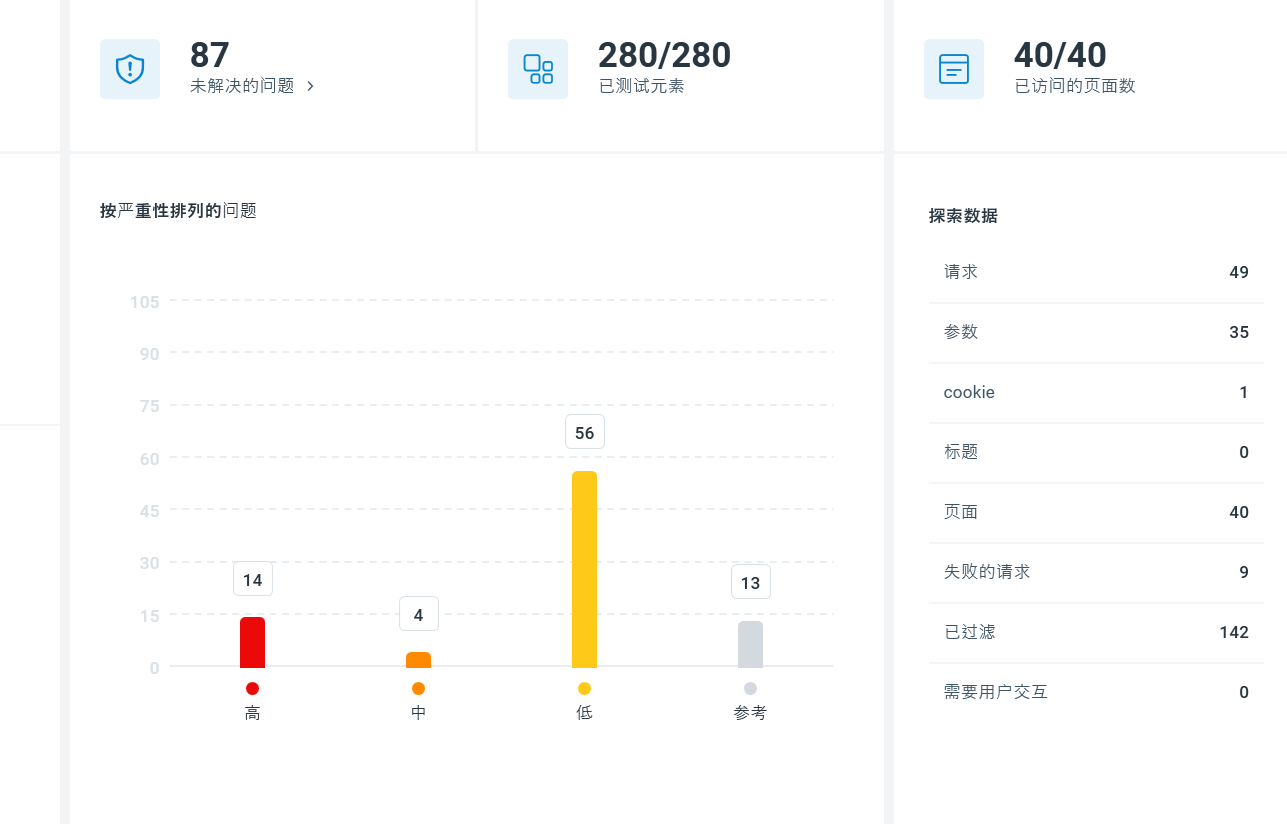 87
未解决的问题
280/280
已测试元素
40/40
已访问的页面数
按严重性排列的问题
105
90
75
60
45
30
15
0
14
4
56
13
高
中
低
参考
探索数据
请求 49
参数 35
cookie 1
标题 0
页面 40
失败的请求 9
已过滤 142
需要用户交互 0